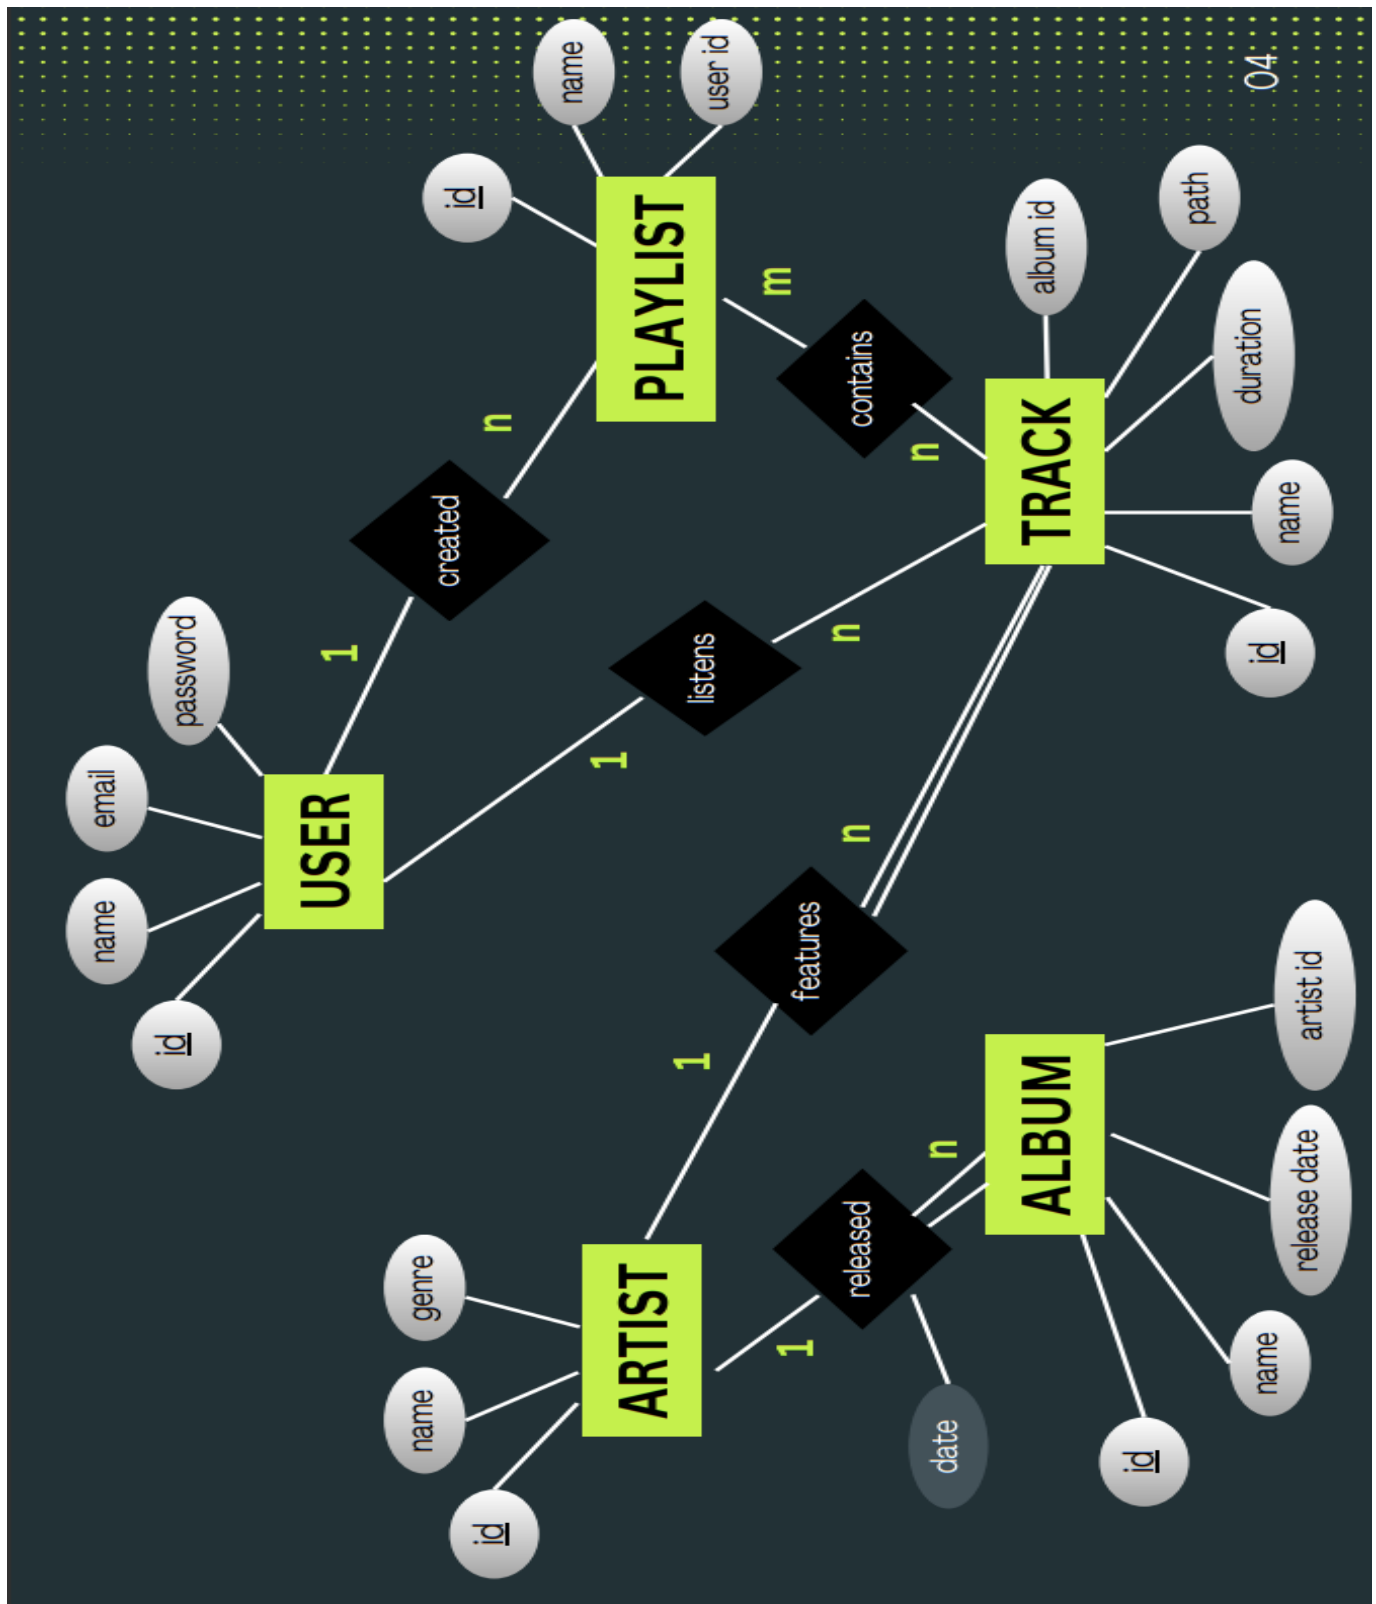 id
name
genre
ARTIST
1
released
date
n
ALBUM
id
name
release date
artist id
1
features
n
id
name
email
password
USER
1
created
n
1
listens
n
id
name
user id
PLAYLIST
m
contains
n
TRACK
id
name
duration
path
album id
04